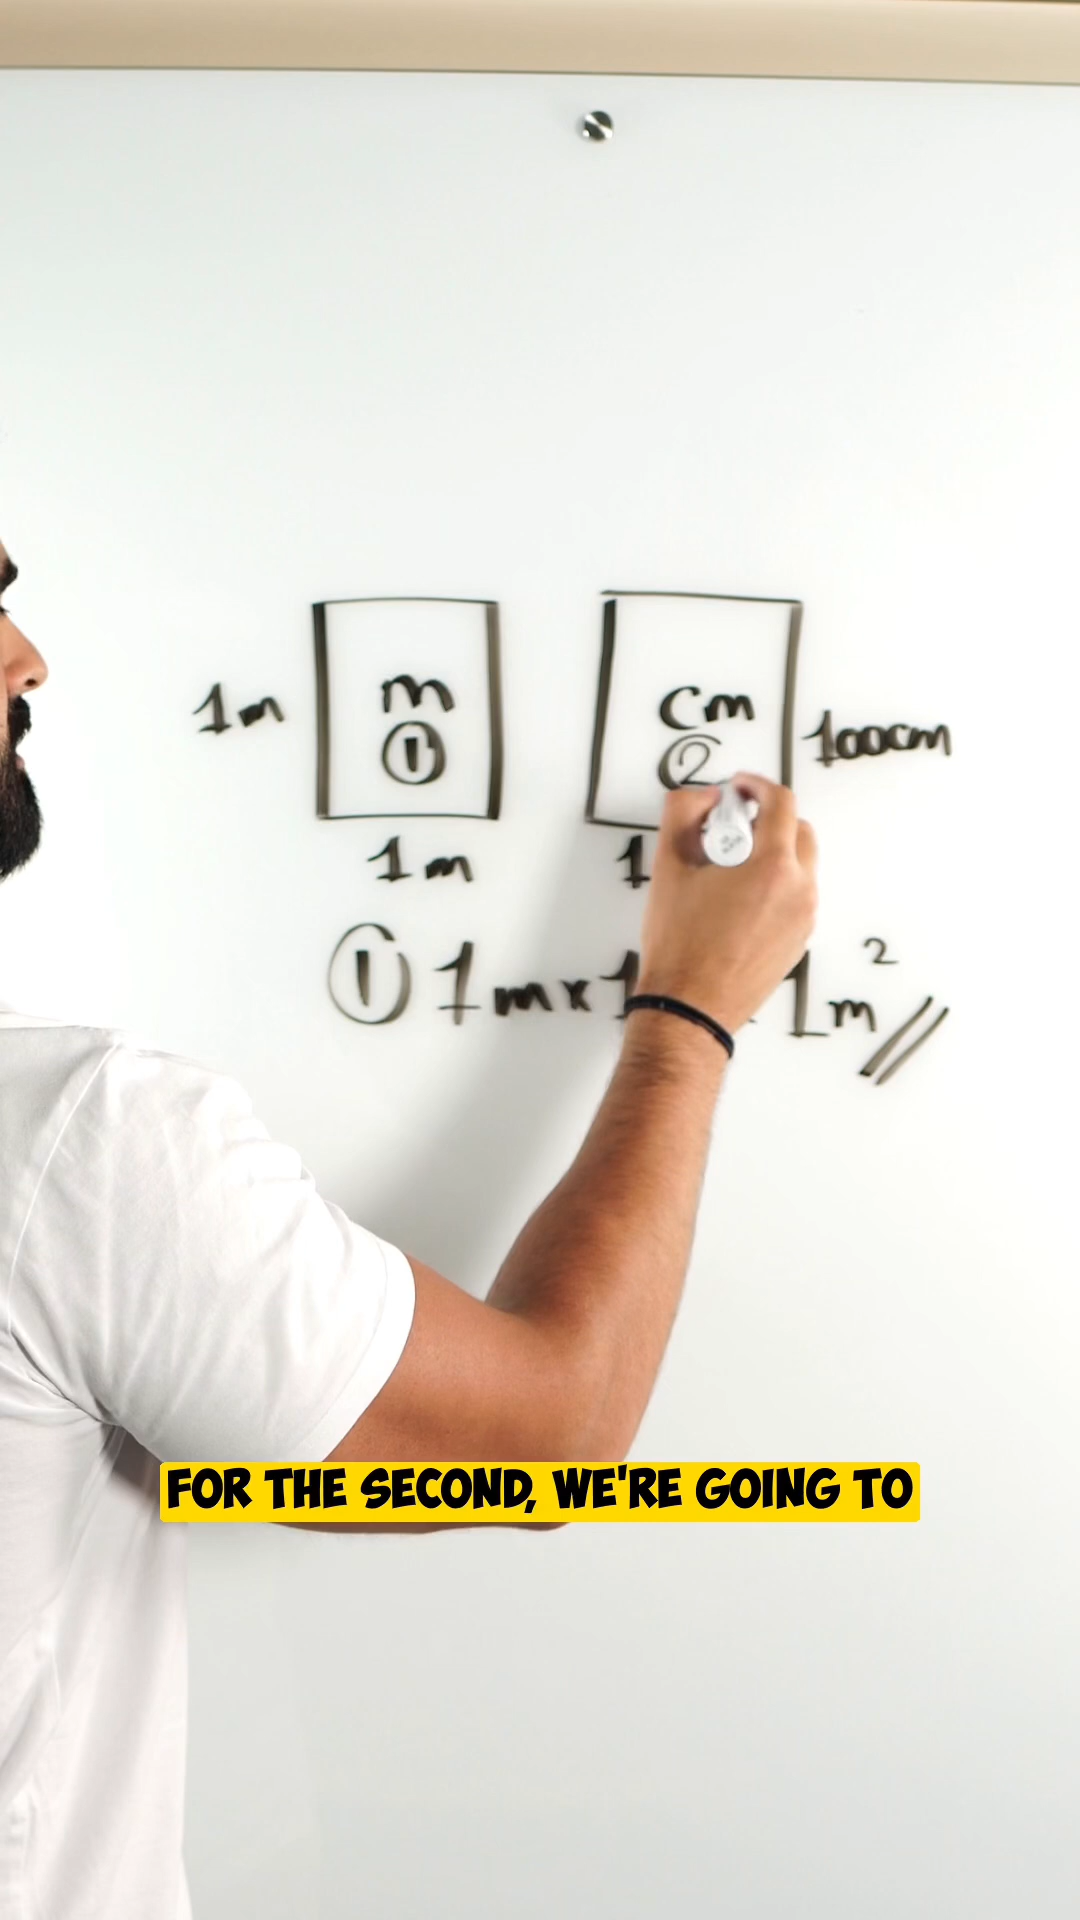 m
①
1m
1m
cm
②
100cm
1
① 1m x 1 1m²
FOR THE SECOND, WE'RE GOING TO